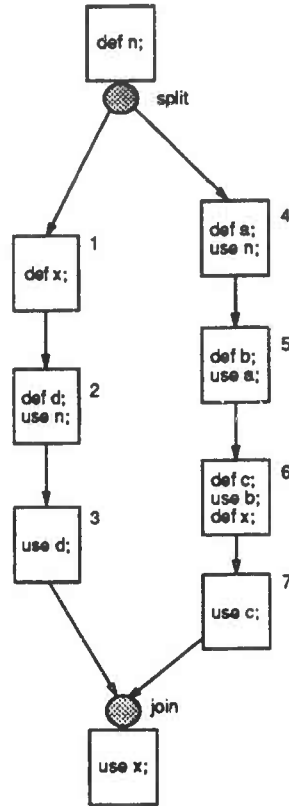 def n;
split
1
def x;
2
def d;
use n;
3
use d;
4
def a;
use n;
5
def b;
use a;
6
def c;
use b;
def x;
7
use c;
join
use x;